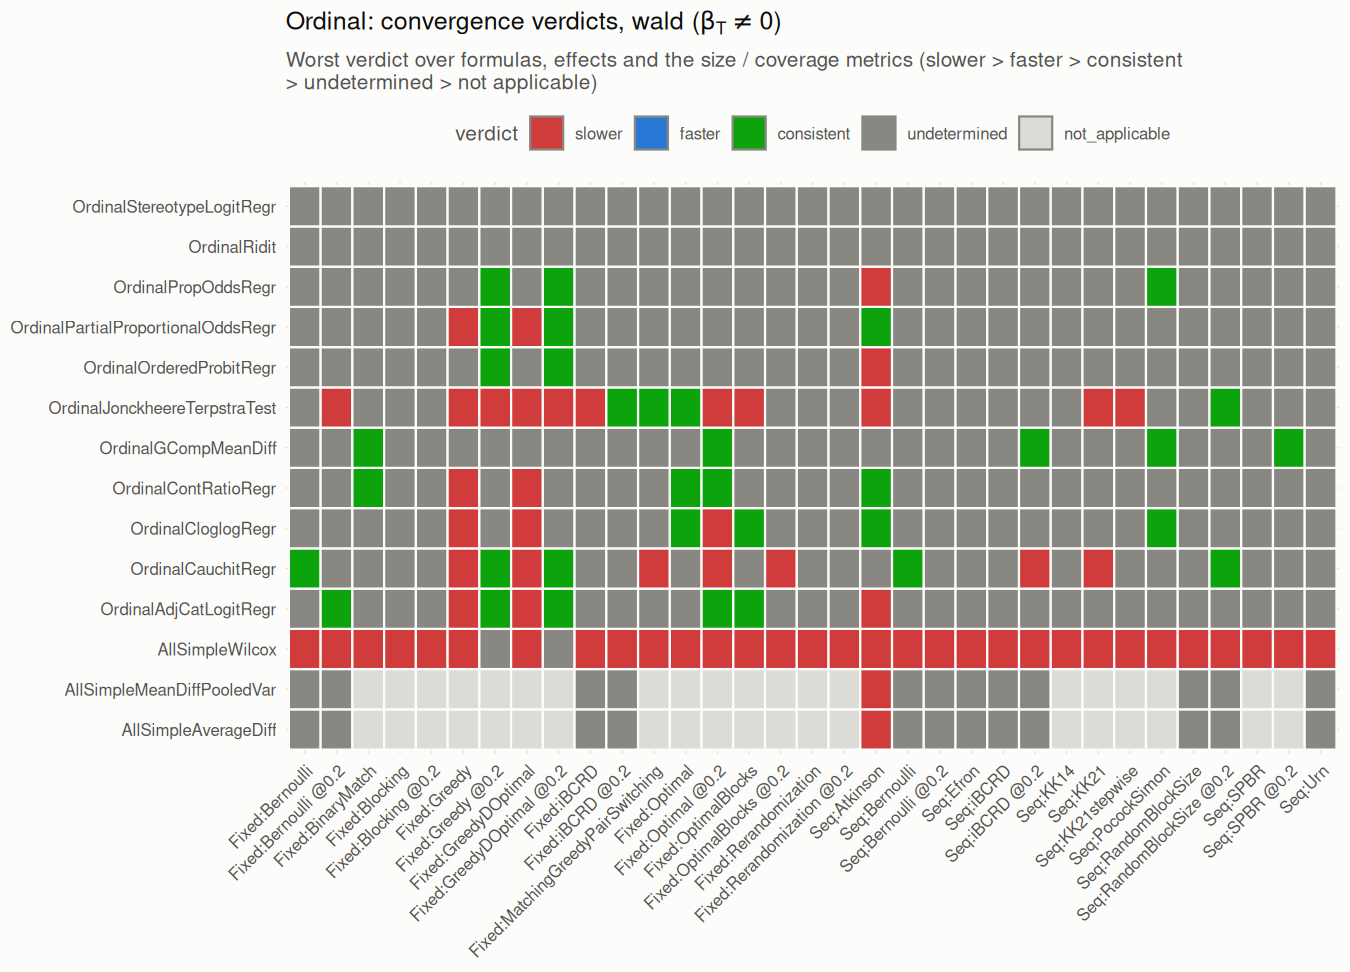 Ordinal: convergence verdicts, wald (βT ≠ 0)
Worst verdict over formulas, effects and the size / coverage metrics (slower > faster > consistent
> undetermined > not applicable)
verdict slower faster consistent undetermined not_applicable
OrdinalStereotypeLogitRegr
OrdinalRidit
OrdinalPropOddsRegr
OrdinalPartialProportionalOddsRegr
OrdinalOrderedProbitRegr
OrdinalJonckheereTerpstraTest
OrdinalGCompMeanDiff
OrdinalContRatioRegr
OrdinalCloglogRegr
OrdinalCauchitRegr
OrdinalAdjCatLogitRegr
AllSimpleWilcox
AllSimpleMeanDiffPooledVar
AllSimpleAverageDiff
Fixed:Bernoulli
Fixed:Bernoulli @0.2
Fixed:BinaryMatch
Fixed:Blocking
Fixed:Blocking @0.2
Fixed:Greedy
Fixed:Greedy @0.2
Fixed:GreedyDOptimal
Fixed:GreedyDOptimal @0.2
Fixed:iBCRD
Fixed:iBCRD @0.2
Fixed:MatchingGreedyPairSwitching
Fixed:Optimal
Fixed:Optimal @0.2
Fixed:OptimalBlocks
Fixed:OptimalBlocks @0.2
Fixed:Rerandomization
Fixed:Rerandomization @0.2
Seq:Atkinson
Seq:Bernoulli
Seq:Bernoulli @0.2
Seq:Efron
Seq:iBCRD
Seq:iBCRD @0.2
Seq:KK14
Seq:KK21
Seq:KK21stepwise
Seq:PocockSimon
Seq:RandomBlockSize
Seq:RandomBlockSize @0.2
Seq:SPBR
Seq:SPBR @0.2
Seq:Urn